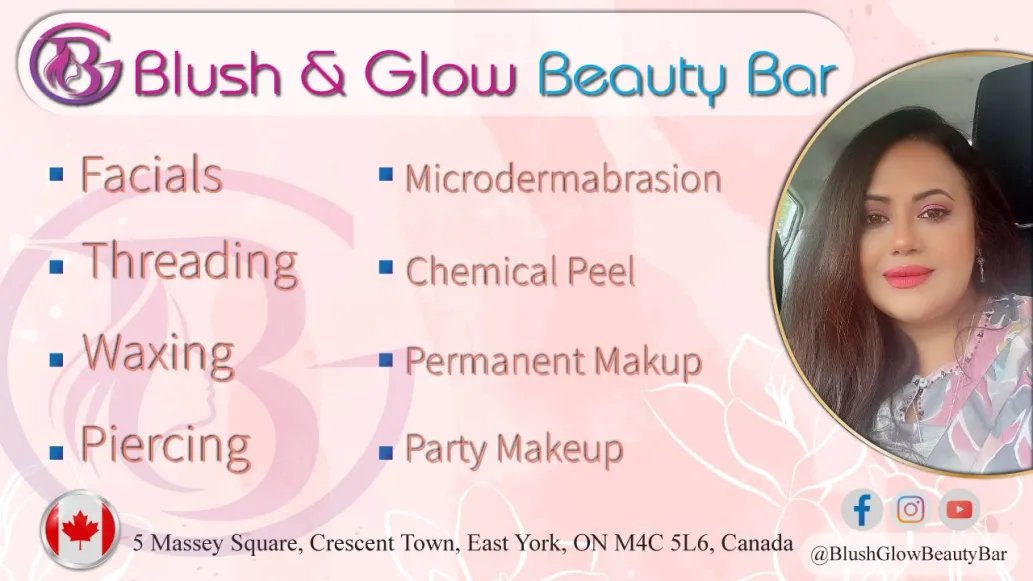 BG
Blush & Glow Beauty Bar
Facials
Threading
Waxing
Piercing
Microdermabrasion
Chemical Peel
Permanent Makup
Party Makeup
5 Massey Square, Crescent Town, East York, ON M4C 5L6, Canada
@BlushGlowBeautyBar